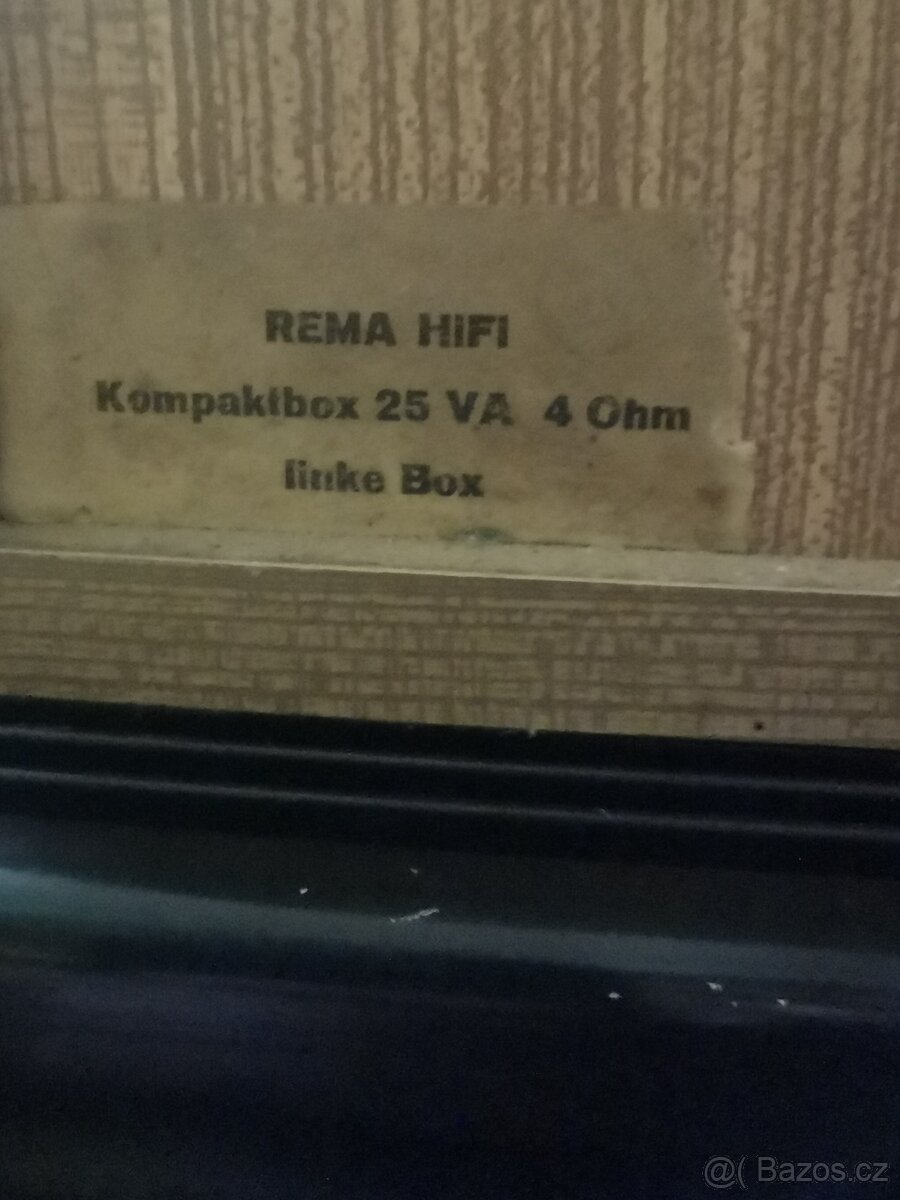 REMA HIFI
Kompaktbox 25 VA 4 Ohm
linke Box
@( Bazos.cz